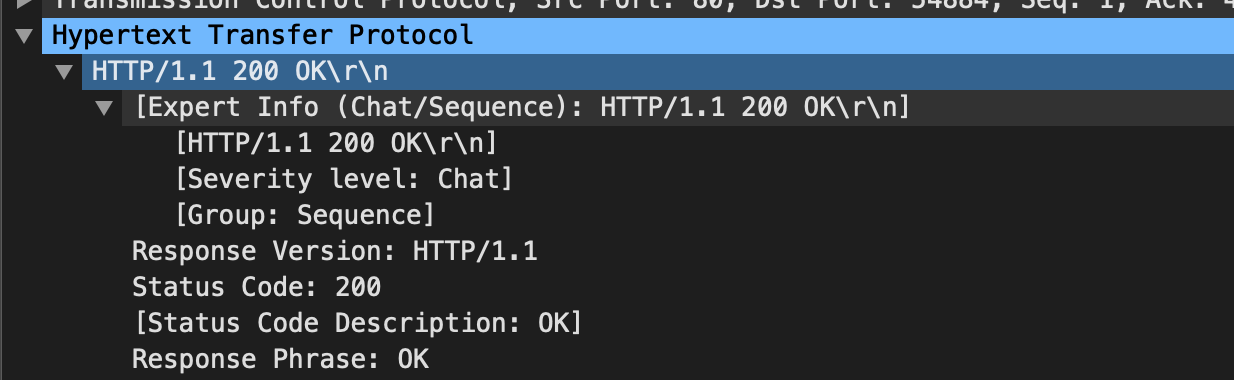 Transmission Control Protocol, Src Port: 80, Dst Port: 54884, Seq: 1, Ack: 4
Hypertext Transfer Protocol
HTTP/1.1 200 OK\r\n
[Expert Info (Chat/Sequence): HTTP/1.1 200 OK\r\n]
[HTTP/1.1 200 OK\r\n]
[Severity level: Chat]
[Group: Sequence]
Response Version: HTTP/1.1
Status Code: 200
[Status Code Description: OK]
Response Phrase: OK